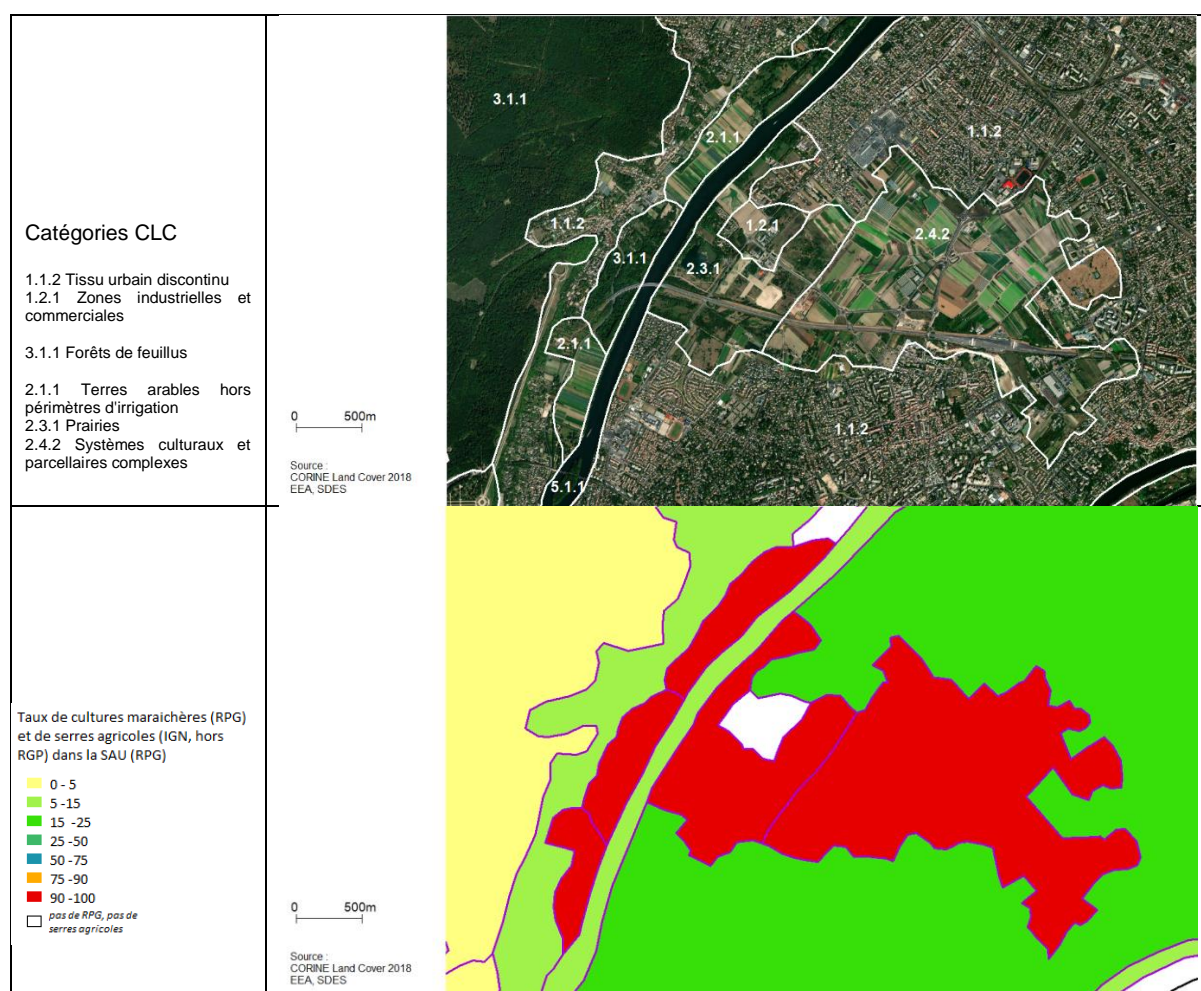 Catégories CLC
1.1.2 Tissu urbain discontinu
1.2.1 Zones industrielles et
commerciales
3.1.1 Forêts de feuillus
2.1.1 Terres arables hors
périmètres d'irrigation
2.3.1 Prairies
2.4.2 Systèmes culturaux et
parcellaires complexes
0 500m
Source :
CORINE Land Cover 2018
EEA, SDES
3.1.1
2.1.1
1.1.2
1.1.2
1.2.1
2.4.2
3.1.1
2.3.1
2.1.1
1.1.2
5.1.1
Taux de cultures maraichères (RPG)
et de serres agricoles (IGN, hors
RGP) dans la SAU (RPG)
0 - 5
5 -15
15 -25
25 -50
50 -75
75 -90
90 -100
pas de RPG, pas de
serres agrícoles
0 500m
Source :
CORINE Land Cover 2018
EEA, SDES